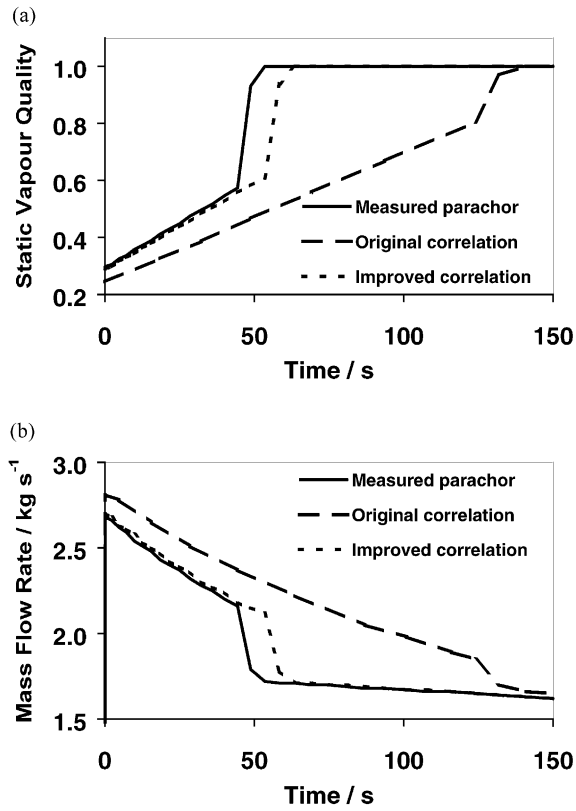 (a)
Static Vapour Quality
1.0
0.8
0.6
0.4
0.2
Measured parachor
Original correlation
Improved correlation
0 50 100 150
Time / s
(b)
Mass Flow Rate / kg s⁻¹
3.0
2.5
2.0
1.5
Measured parachor
Original correlation
Improved correlation
0 50 100 150
Time / s